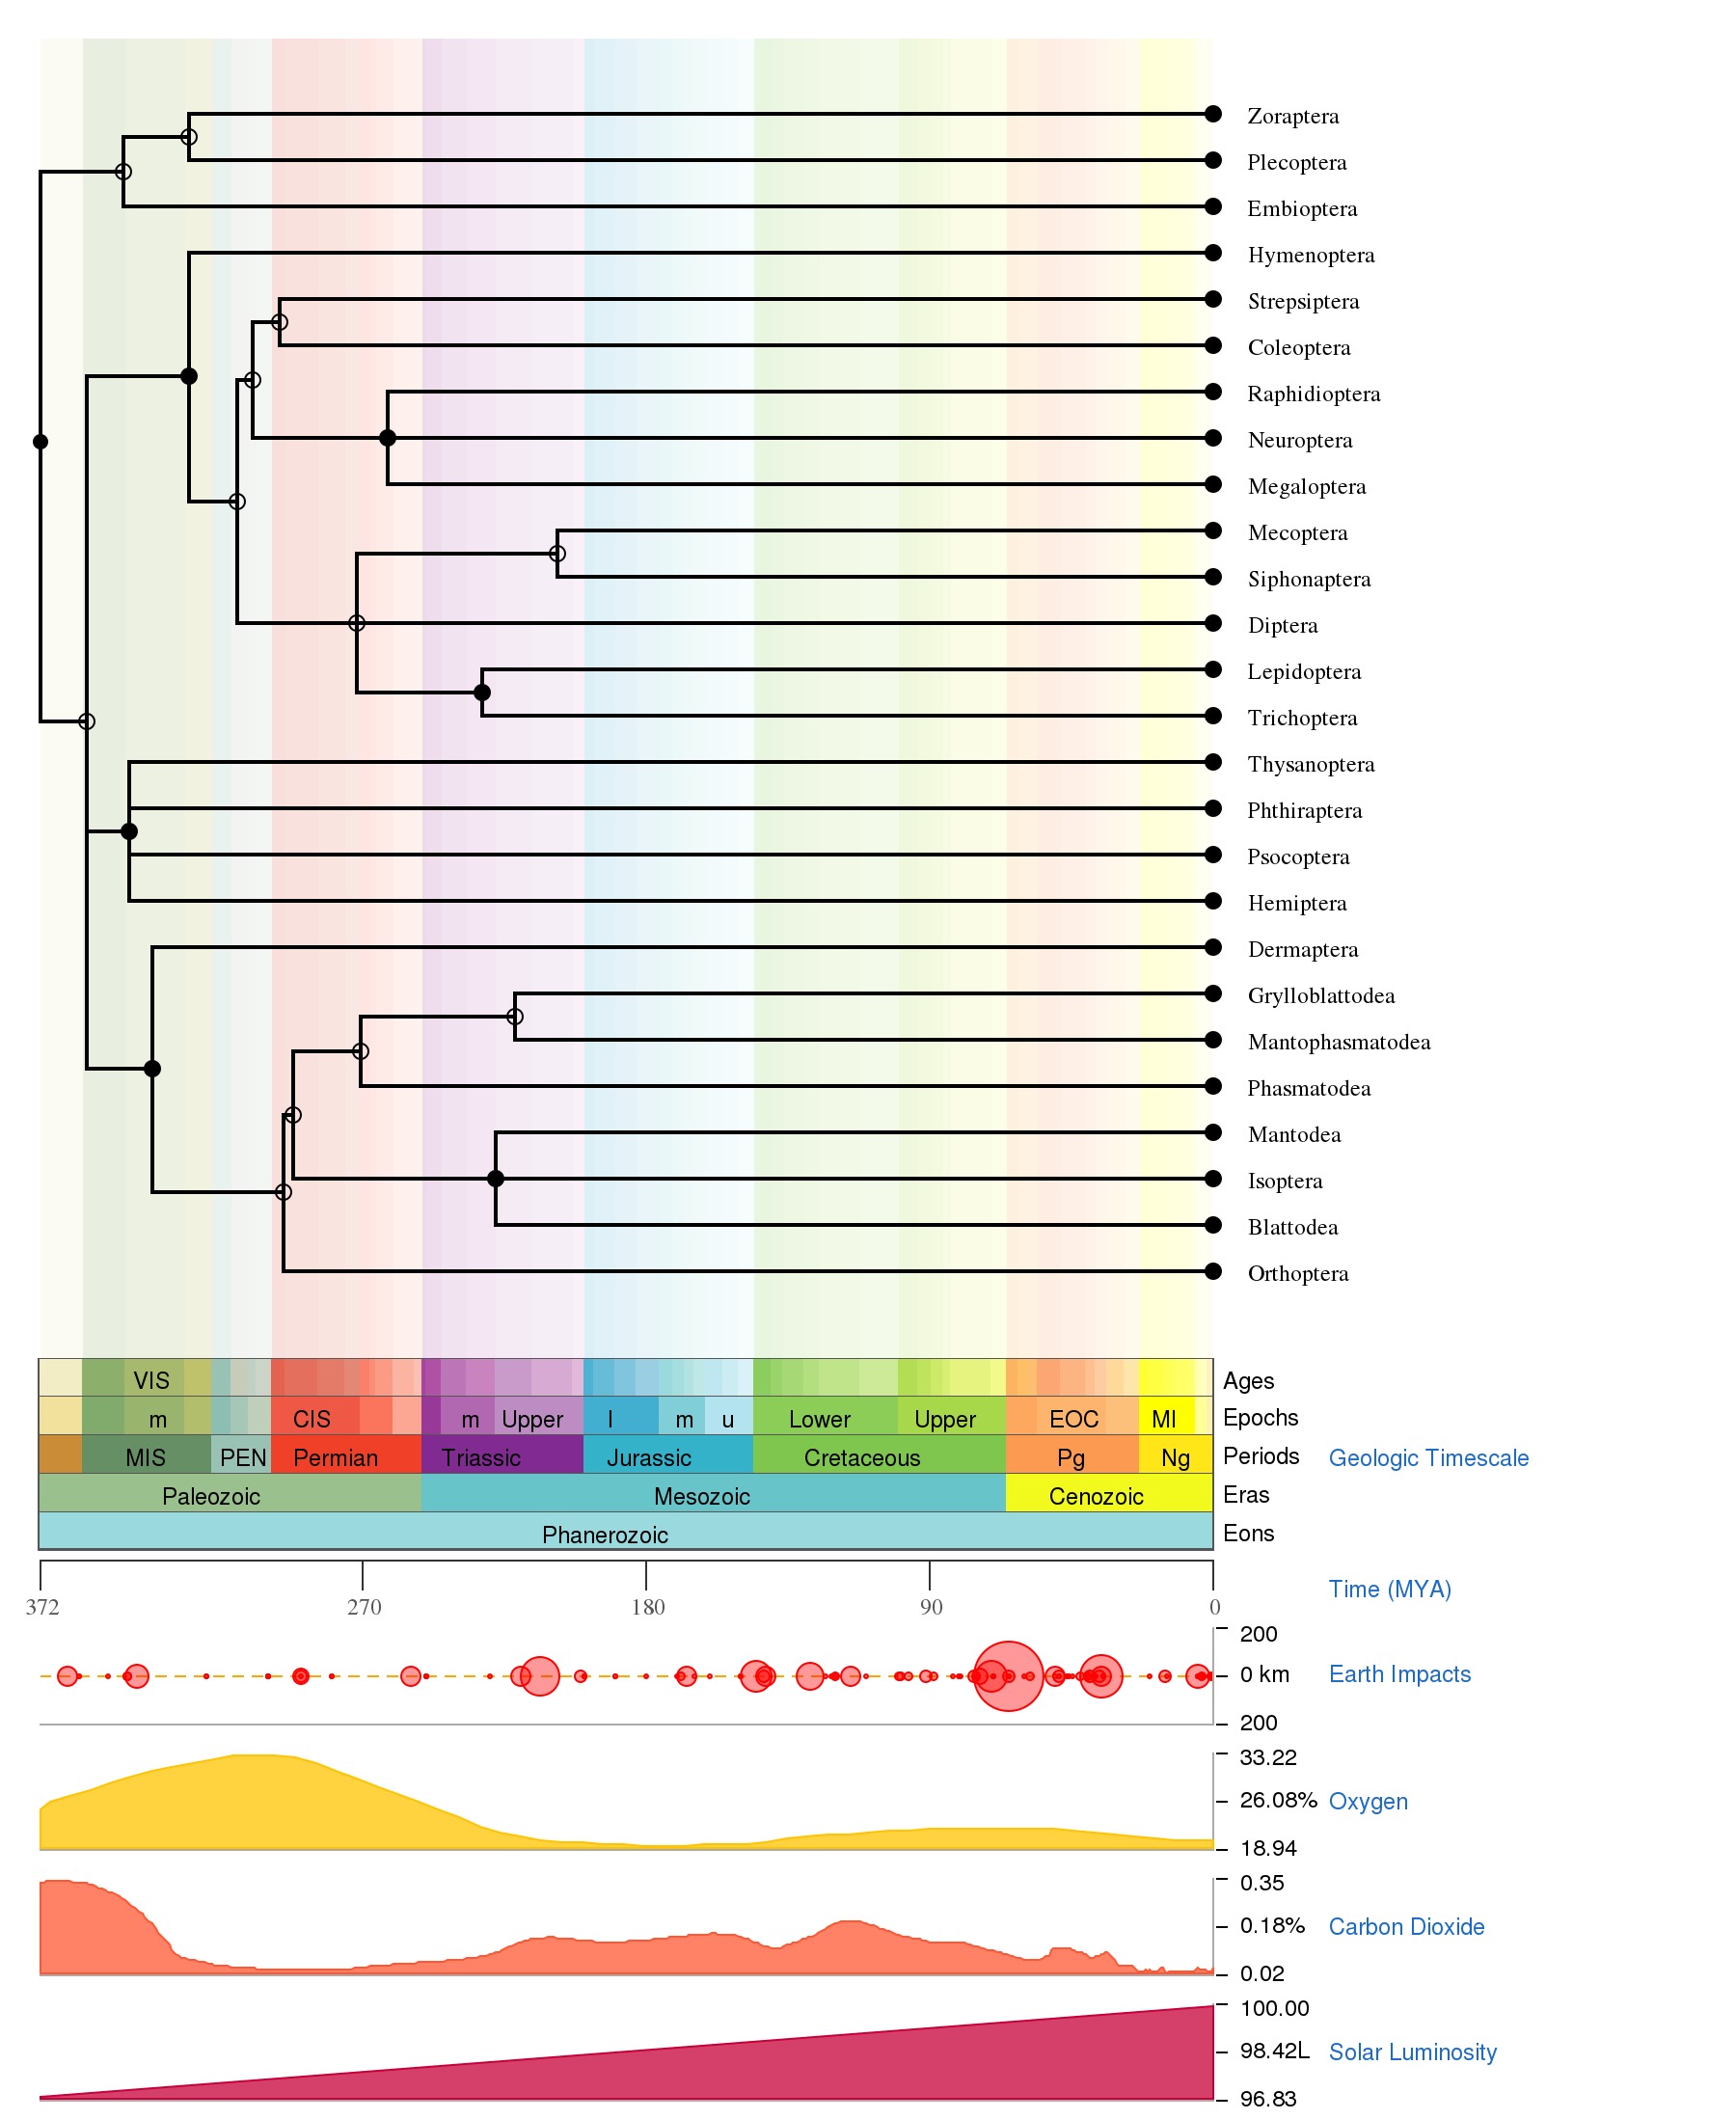 Zoraptera
Plecoptera
Embioptera
Hymenoptera
Strepsiptera
Coleoptera
Raphidioptera
Neuroptera
Megaloptera
Mecoptera
Siphonaptera
Diptera
Lepidoptera
Trichoptera
Thysanoptera
Phthiraptera
Psocoptera
Hemiptera
Dermaptera
Grylloblattodea
Mantophasmatodea
Phasmatodea
Mantodea
Isoptera
Blattodea
Orthoptera
VIS Ages
m CIS m Upper l m u Lower Upper EOC MI Epochs
MIS PEN Permian Triassic Jurassic Cretaceous Pg Ng Periods Geologic Timescale
Paleozoic Mesozoic Cenozoic Eras
Phanerozoic Eons
Time (MYA)
372 270 180 90 0
200
0 km Earth Impacts
200
33.22
26.08% Oxygen
18.94
0.35
0.18% Carbon Dioxide
0.02
100.00
98.42L Solar Luminosity
96.83